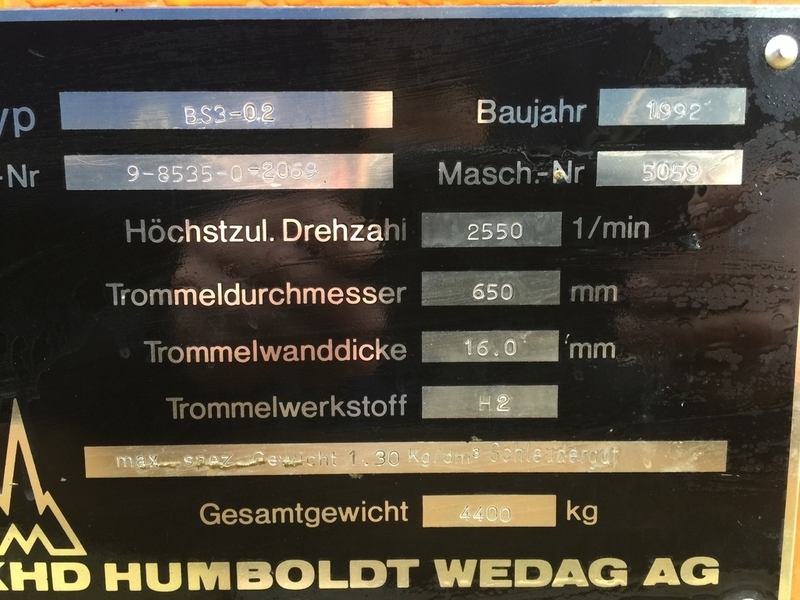 yp BS3-02 Baujahr 1992
-Nr 9-8535-0-2069 Masch.-Nr 5059
Höchstzul. Drehzahl 2550 1/min
Trommeldurchmesser 650 mm
Trommelwanddicke 16.0 mm
Trommelwerkstoff H2
max. spez. Gewicht 1.30 Kg/dm³ Schleudergut
Gesamtgewicht 4400 kg
KHD HUMBOLDT WEDAG AG